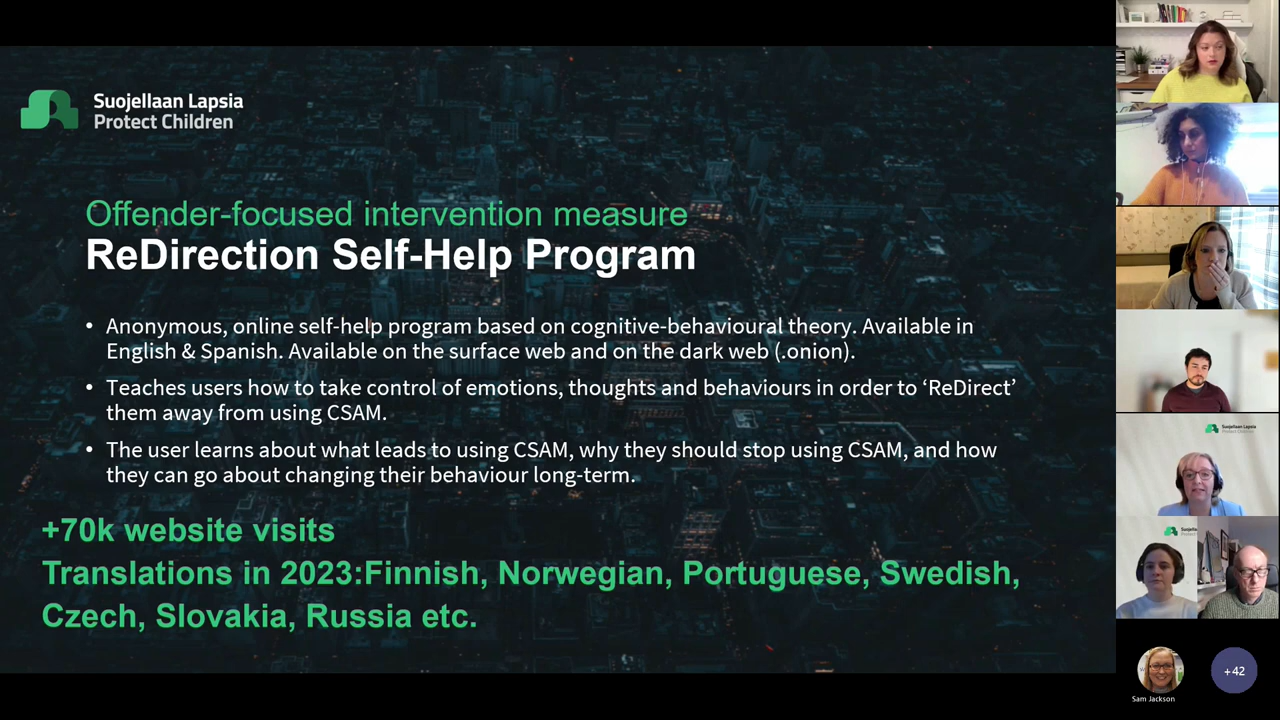 Suojellaan Lapsia
Protect Children
Offender-focused intervention measure
ReDirection Self-Help Program
• Anonymous, online self-help program based on cognitive-behavioural theory. Available in
English & Spanish. Available on the surface web and on the dark web (.onion).
• Teaches users how to take control of emotions, thoughts and behaviours in order to ‘ReDirect’
them away from using CSAM.
• The user learns about what leads to using CSAM, why they should stop using CSAM, and how
they can go about changing their behaviour long-term.
+70k website visits
Translations in 2023:Finnish, Norwegian, Portuguese, Swedish,
Czech, Slovakia, Russia etc.
Suojellaan Lapsia
Protect Children
Sam Jackson
+42